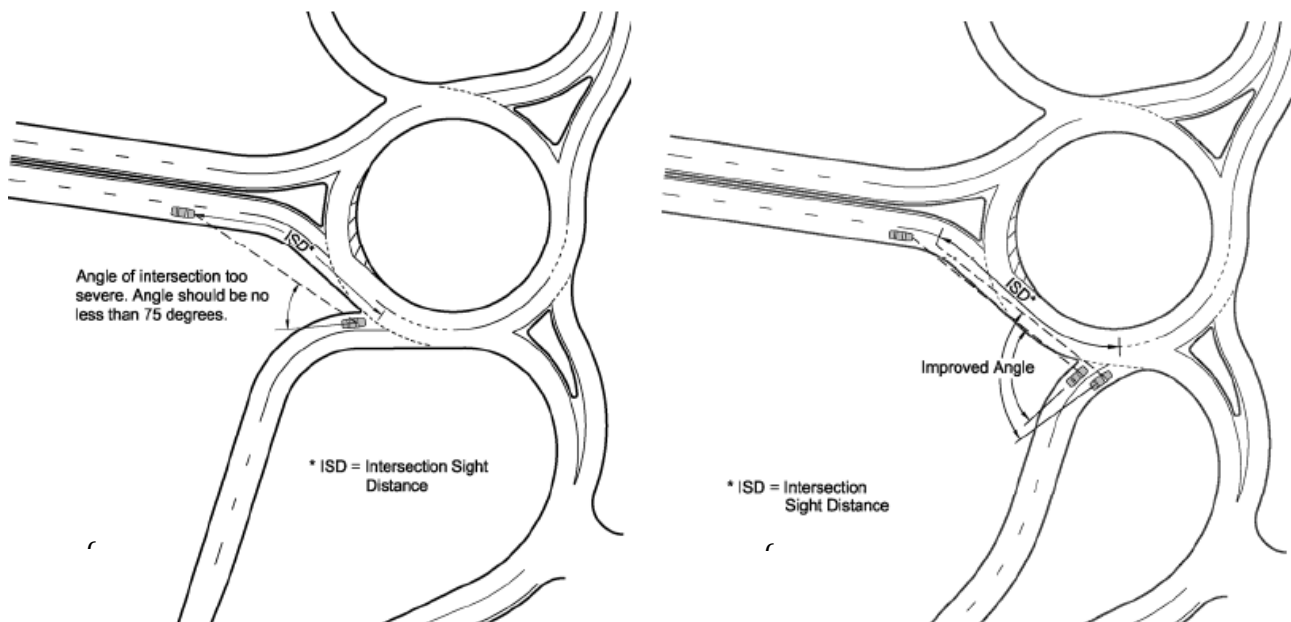 ISD*
Angle of intersection too
severe. Angle should be no
less than 75 degrees.
* ISD = Intersection Sight
Distance
ISD*
Improved Angle
* ISD = Intersection
Sight Distance